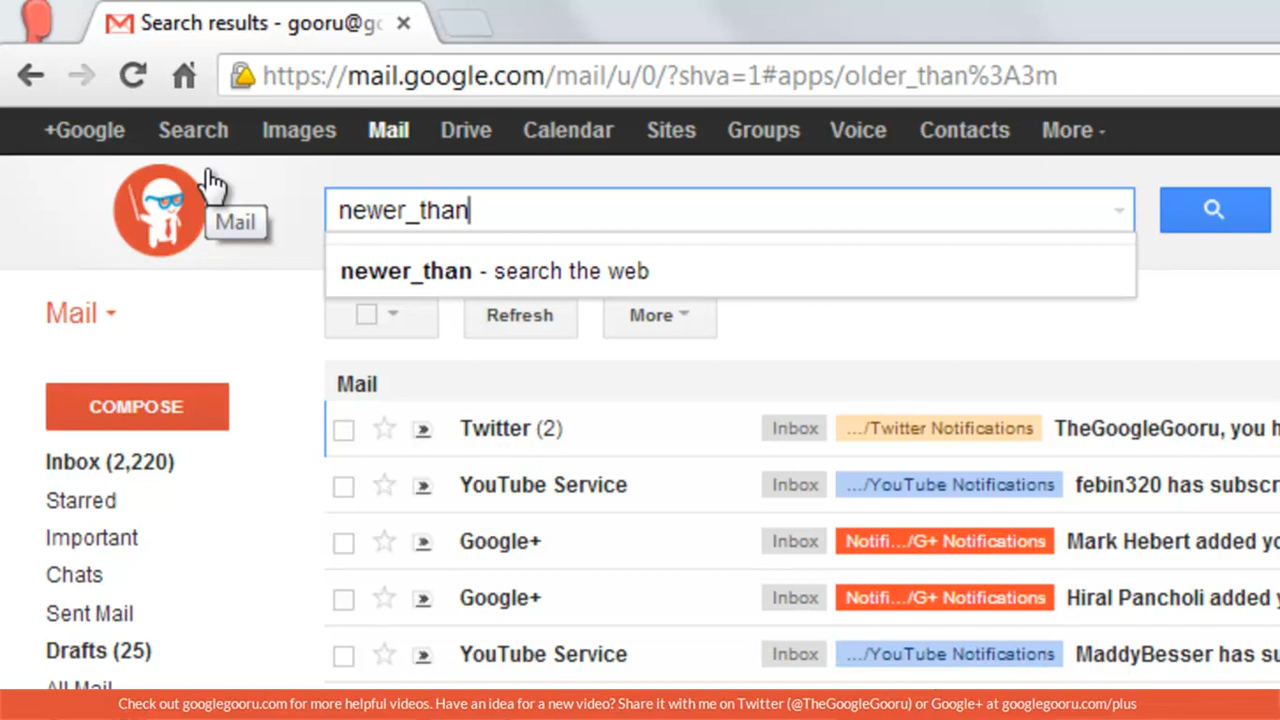 Search results - gooru@go
https://mail.google.com/mail/u/0/?shva=1#apps/older_than%3A3m
+Google Search Images Mail Drive Calendar Sites Groups Voice Contacts More
Mail
newer_than
newer_than - search the web
Mail
Refresh More
Mail
COMPOSE
Twitter (2) Inbox .../Twitter Notifications TheGoogleGooru, you h
Inbox (2,220)
YouTube Service Inbox .../YouTube Notifications febin320 has subscr
Starred
Important
Google+ Inbox Notifi.../G+ Notifications Mark Hebert added yo
Chats
Google+ Inbox Notifi.../G+ Notifications Hiral Pancholi added y
Sent Mail
Drafts (25)
YouTube Service Inbox .../YouTube Notifications MaddyBesser has su
All Mail
Check out googlegooru.com for more helpful videos. Have an idea for a new video? Share it with me on Twitter (@TheGoogleGooru) or Google+ at googlegooru.com/plus